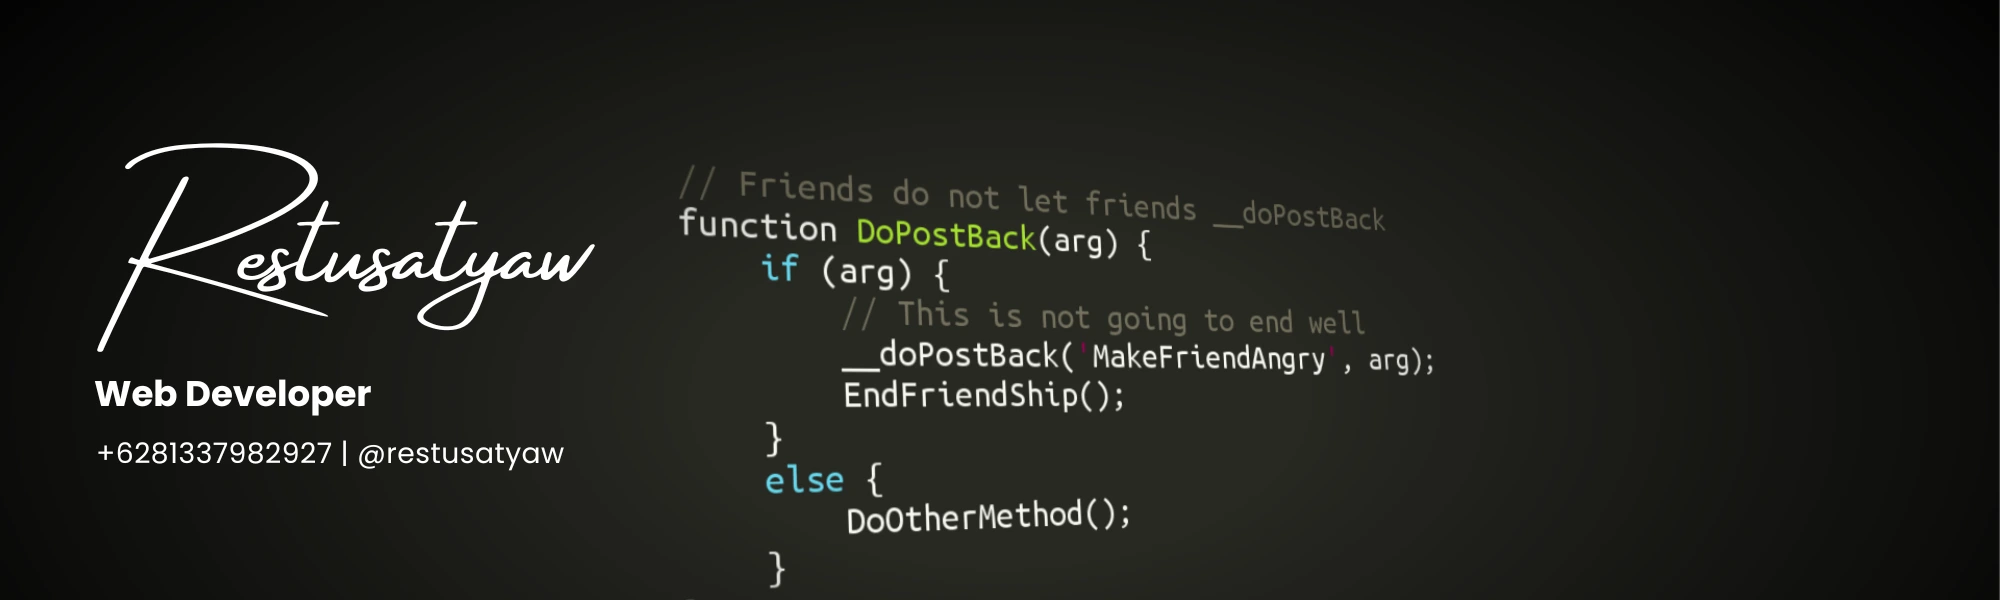 Restusatyaw
Web Developer
+6281337982927 | @restusatyaw
// Friends do not let friends __doPostBack
function DoPostBack(arg) {
if (arg) {
// This is not going to end well
__doPostBack('MakeFriendAngry', arg);
EndFriendShip();
}
else {
DoOtherMethod();
}